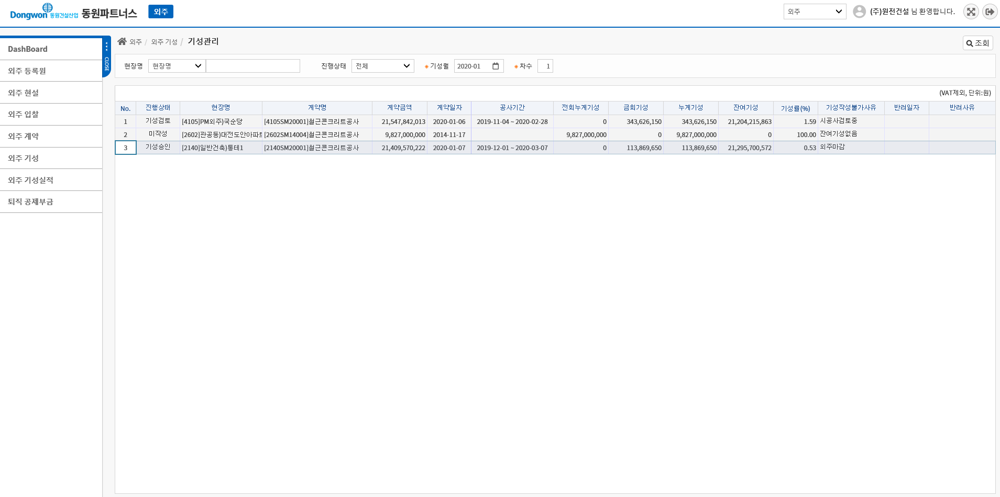 Dongwon 동원건설산업 동원파트너스 외주
외주 (주)원전건설 님 환영합니다.
DashBoard
외주 등록원
외주 현설
외주 입찰
외주 계약
외주 기성
외주 기성실적
퇴직 공제부금
CLOSE
외주 / 외주 기성 / 기성관리
조회
현장명 현장명 진행상태 전체 * 기성월 2020-01 * 차수 1
(VAT제외, 단위:원)
No. 진행상태 현장명 계약명 계약금액 계약일자 공사기간 전회누계기성 금회기성 누계기성 잔여기성 기성률(%) 기성작성불가사유 반려일자 반려사유
1 기성검토 [4105]PM외주)국순당 [4105SM20001]철근콘크리트공사 21,547,842,013 2020-01-06 2019-11-04 ~ 2020-02-28 0 343,626,150 343,626,150 21,204,215,863 1.59 시공사검토중
2 미작성 [2602]관공동)대전도안아파트 [2602SM14004]철근콘크리트공사 9,827,000,000 2014-11-17 9,827,000,000 0 9,827,000,000 0 100.00 잔여기성없음
3 기성승인 [2140]일반건축)통테1 [2140SM20001]철근콘크리트공사 21,409,570,222 2020-01-07 2019-12-01 ~ 2020-03-07 0 113,869,650 113,869,650 21,295,700,572 0.53 외주마감